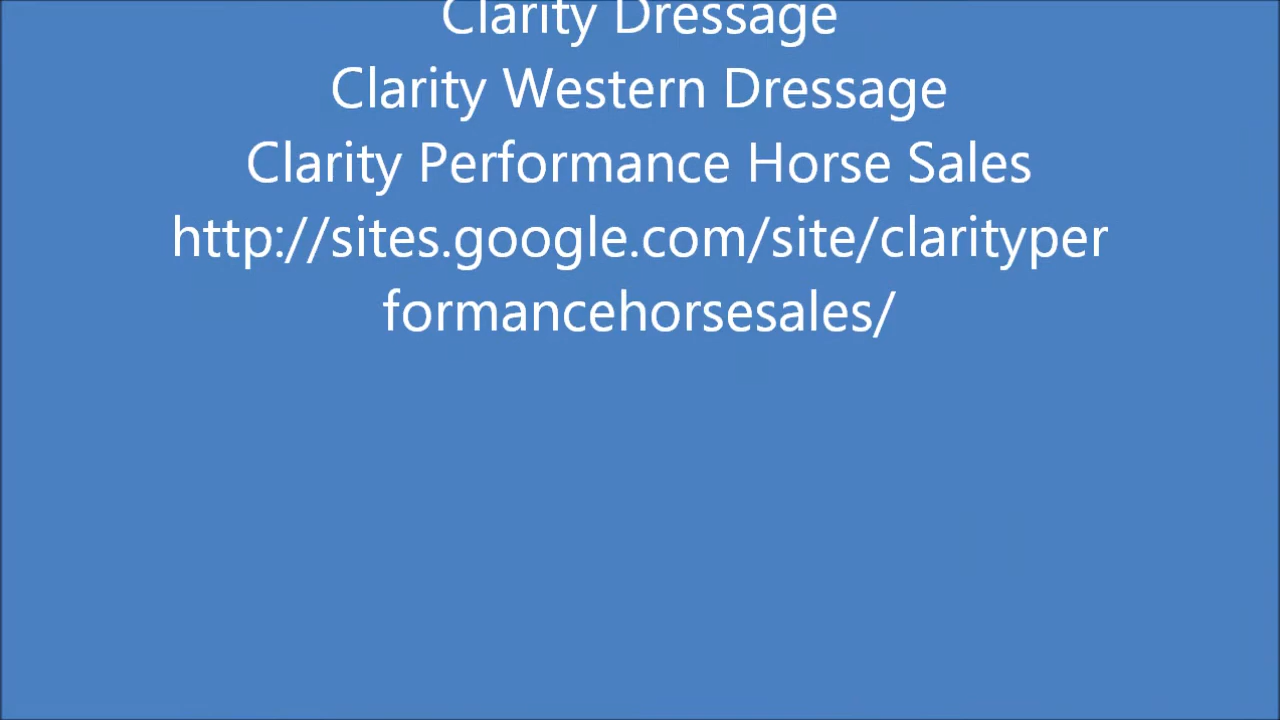 Clarity Dressage
Clarity Western Dressage
Clarity Performance Horse Sales
http://sites.google.com/site/clarityper
formancehorsesales/